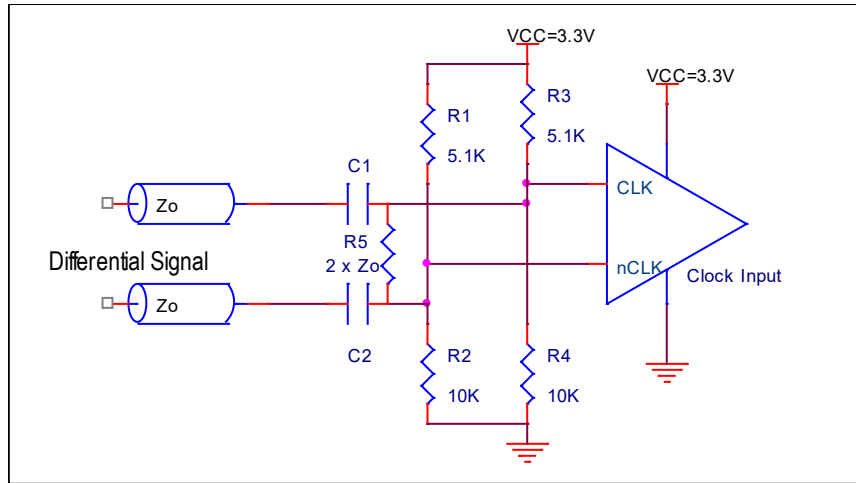 VCC=3.3V
VCC=3.3V
R1
5.1K
R3
5.1K
C1
Zo
CLK
R5
2 x Zo
Differential Signal
nCLK
Clock Input
Zo
C2
R2
10K
R4
10K